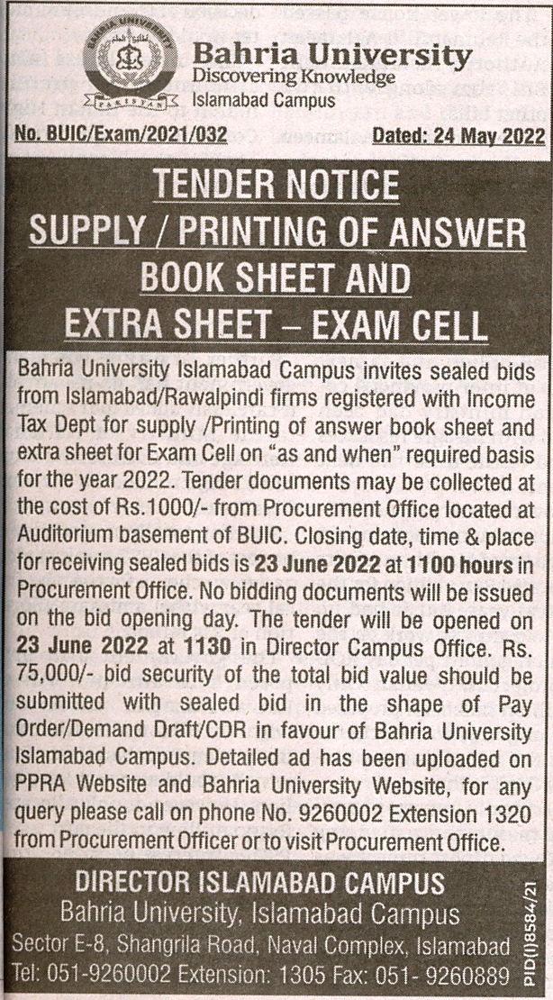 BAHRIA UNIVERSITY
PAKISTAN
Bahria University
Discovering Knowledge
Islamabad Campus
No. BUIC/Exam/2021/032 Dated: 24 May 2022
TENDER NOTICE
SUPPLY / PRINTING OF ANSWER
BOOK SHEET AND
EXTRA SHEET – EXAM CELL
Bahria University Islamabad Campus invites sealed bids
from Islamabad/Rawalpindi firms registered with Income
Tax Dept for supply /Printing of answer book sheet and
extra sheet for Exam Cell on “as and when” required basis
for the year 2022. Tender documents may be collected at
the cost of Rs.1000/- from Procurement Office located at
Auditorium basement of BUIC. Closing date, time & place
for receiving sealed bids is 23 June 2022 at 1100 hours in
Procurement Office. No bidding documents will be issued
on the bid opening day. The tender will be opened on
23 June 2022 at 1130 in Director Campus Office. Rs.
75,000/- bid security of the total bid value should be
submitted with sealed bid in the shape of Pay
Order/Demand Draft/CDR in favour of Bahria University
Islamabad Campus. Detailed ad has been uploaded on
PPRA Website and Bahria University Website, for any
query please call on phone No. 9260002 Extension 1320
from Procurement Officer or to visit Procurement Office.
DIRECTOR ISLAMABAD CAMPUS
Bahria University, Islamabad Campus
Sector E-8, Shangrila Road, Naval Complex, Islamabad
Tel: 051-9260002 Extension: 1305 Fax: 051- 9260889
PID(I)8584/21